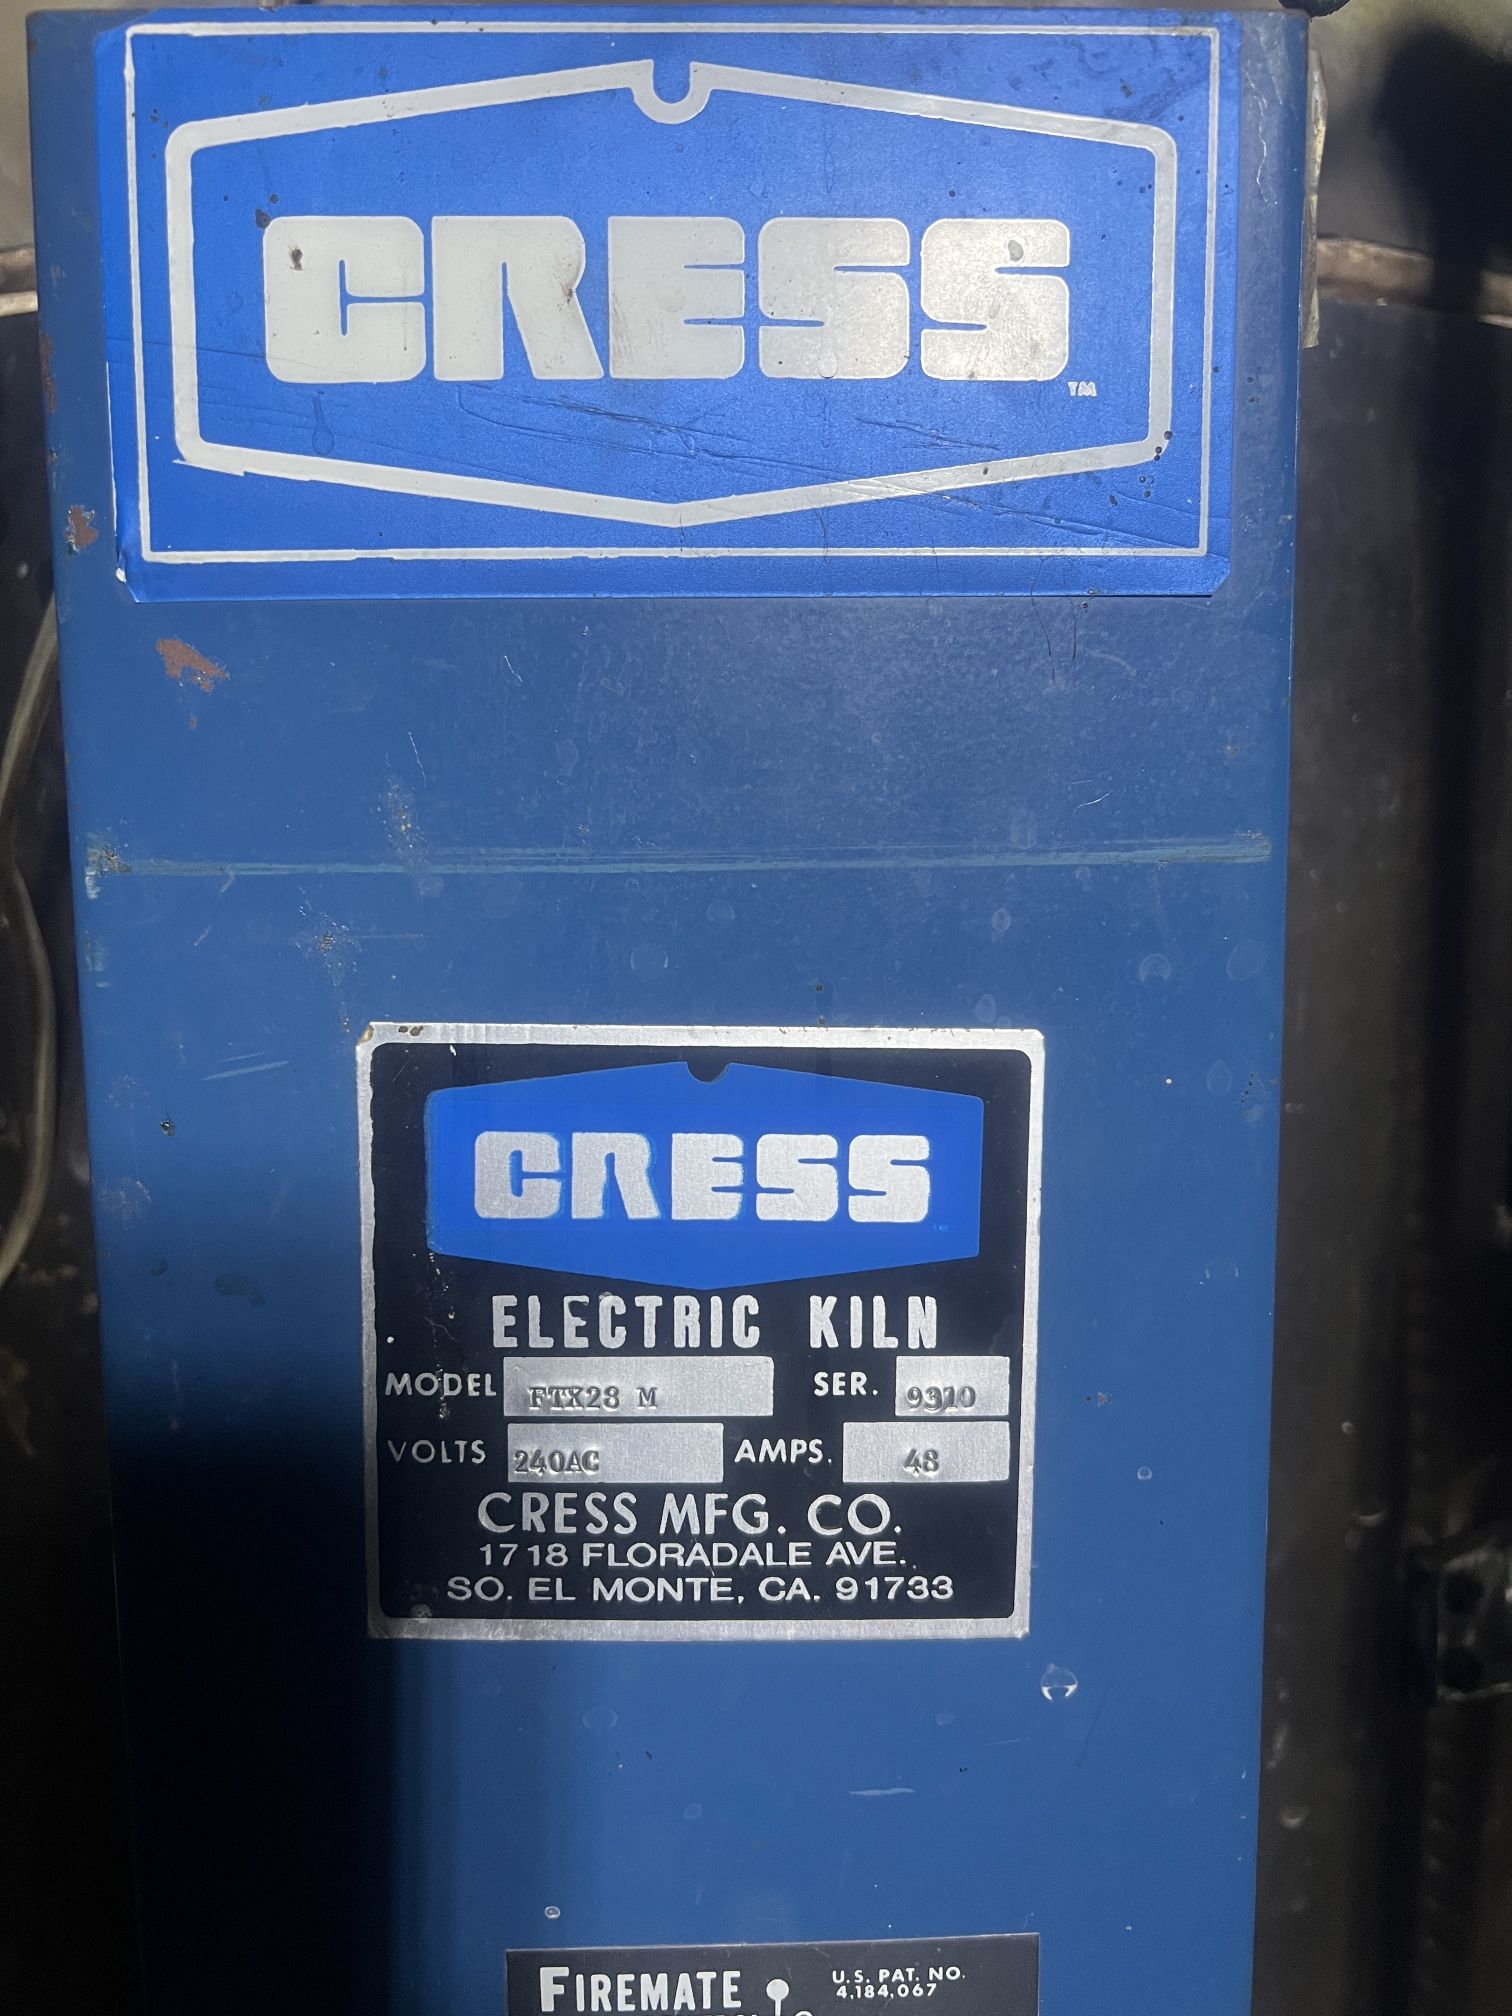 CRESS
TM
CRESS
ELECTRIC KILN
MODEL FTX28 M SER. 9310
VOLTS 240AC AMPS. 48
CRESS MFG. CO.
1718 FLORADALE AVE.
SO. EL MONTE, CA. 91733
FIREMATE U.S. PAT. NO.
4,184,067